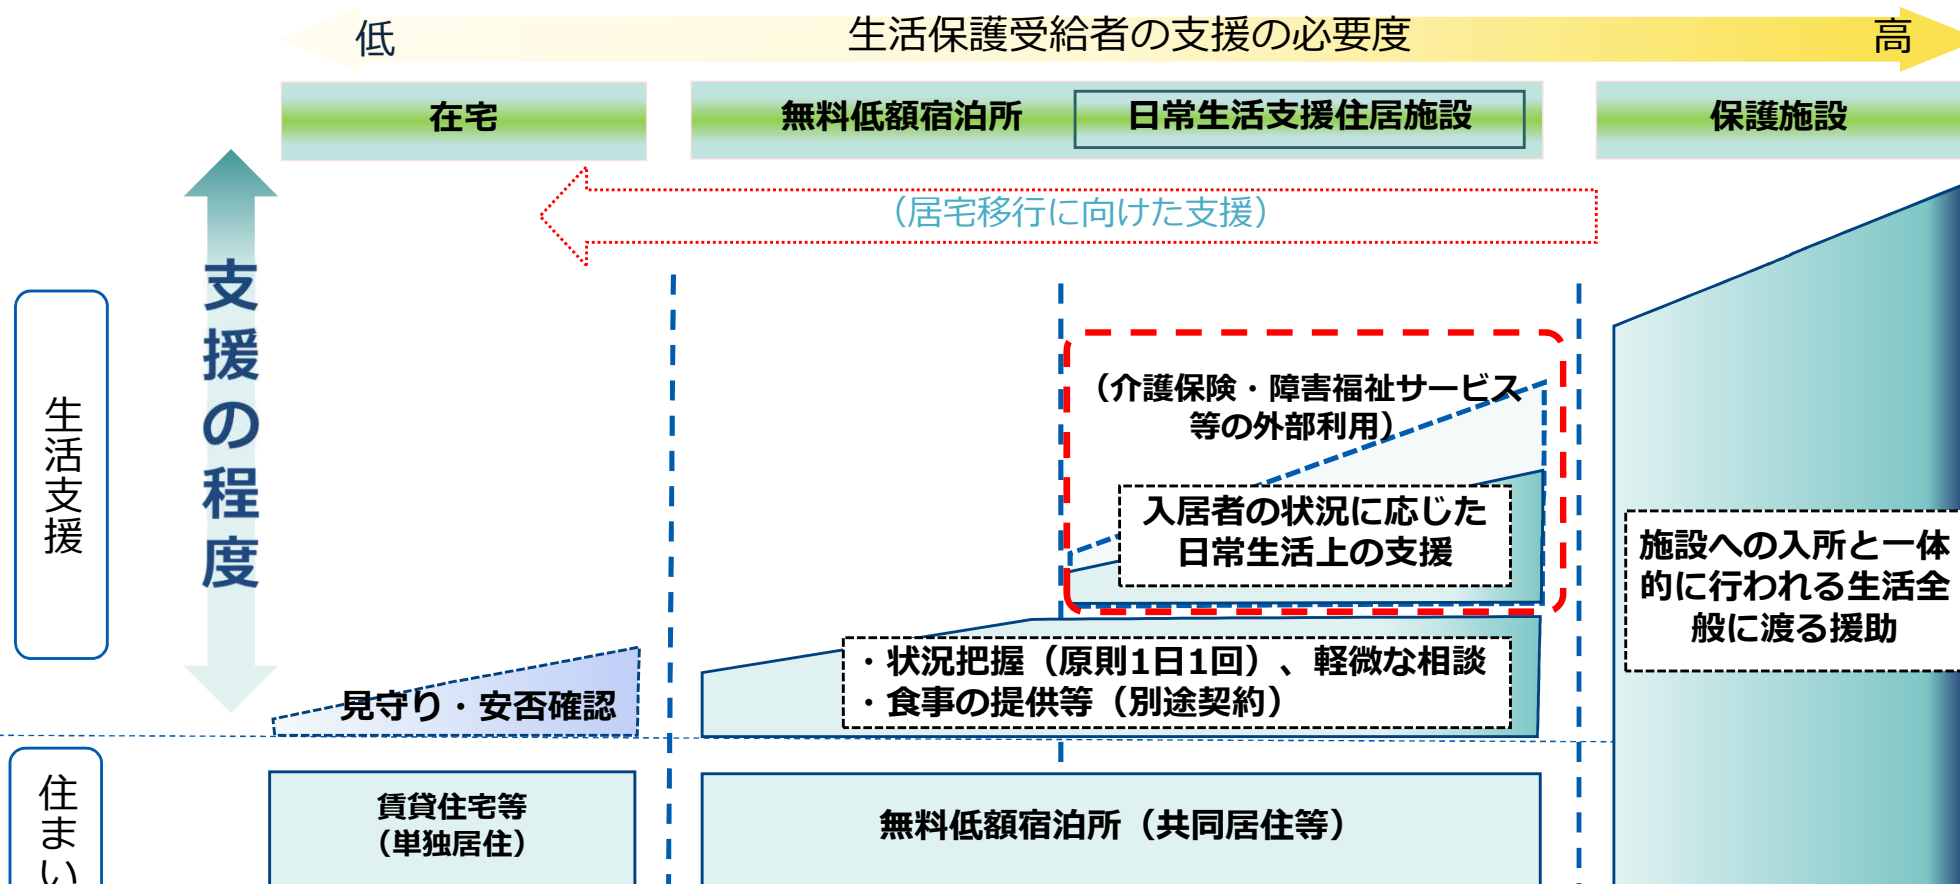 低 生活保護受給者の支援の必要度 高
在宅
無料低額宿泊所
日常生活支援住居施設
保護施設
（居宅移行に向けた支援）
支援の程度
生活支援
（介護保険・障害福祉サービス
等の外部利用）
入居者の状況に応じた
日常生活上の支援
施設への入所と一体
的に行われる生活全
般に渡る援助
・状況把握（原則1日1回）、軽微な相談
・食事の提供等（別途契約）
見守り・安否確認
住まい
賃貸住宅等
（単独居住）
無料低額宿泊所（共同居住等）